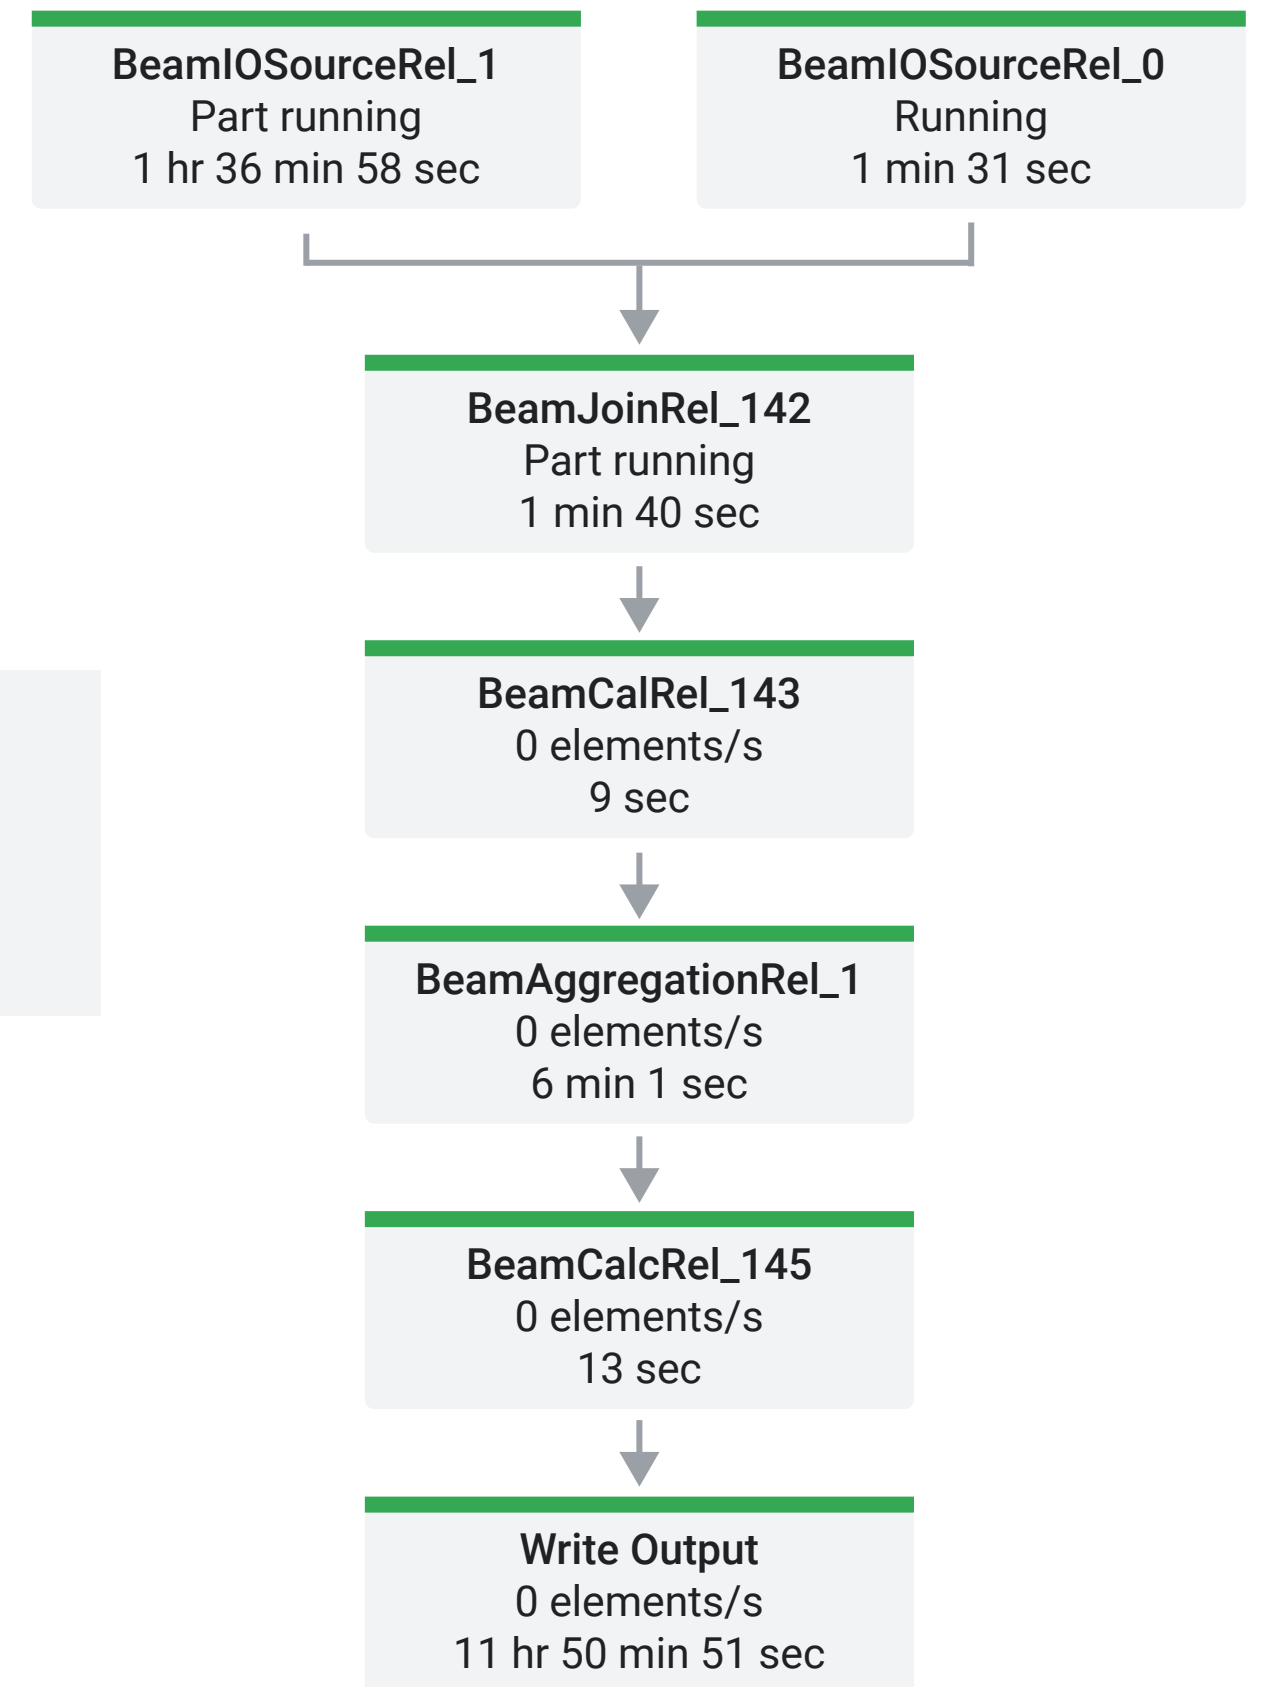 BeamIOSourceRel_1
Part running
1 hr 36 min 58 sec
BeamIOSourceRel_0
Running
1 min 31 sec
BeamJoinRel_142
Part running
1 min 40 sec
BeamCalRel_143
0 elements/s
9 sec
BeamAggregationRel_1
0 elements/s
6 min 1 sec
BeamCalcRel_145
0 elements/s
13 sec
Write Output
0 elements/s
11 hr 50 min 51 sec